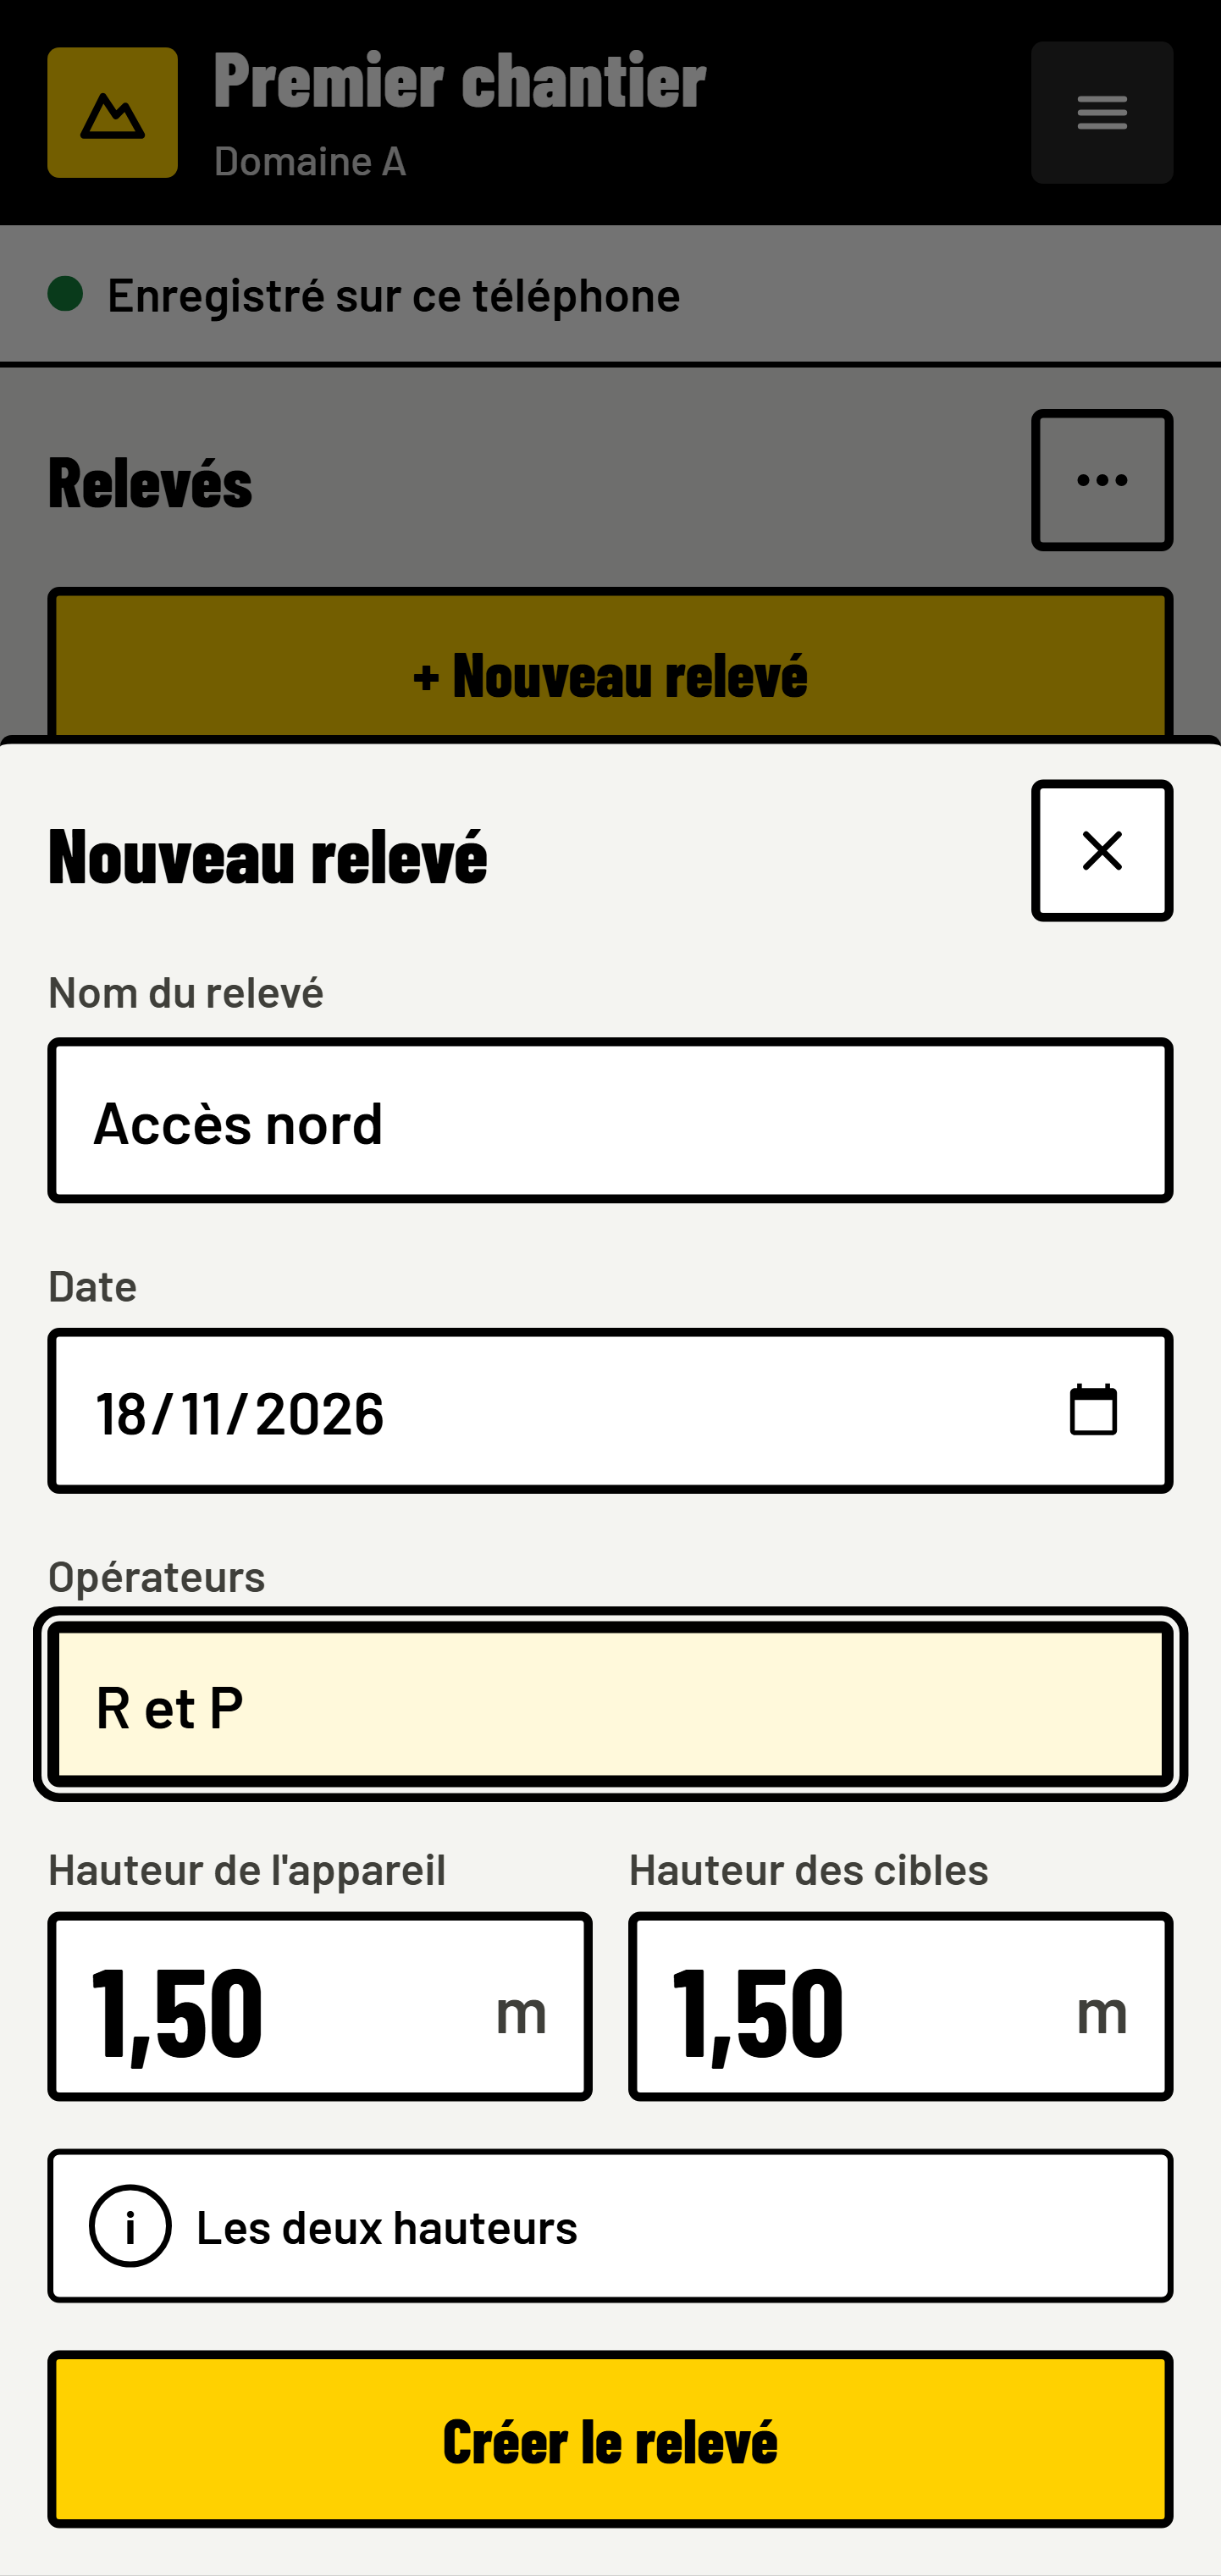 Premier chantier
Domaine A
Enregistré sur ce téléphone
Relevés
+ Nouveau relevé
Nouveau relevé
Nom du relevé
Accès nord
Date
18/11/2026
Opérateurs
R et P
Hauteur de l'appareil
Hauteur des cibles
1,50 m
1,50 m
i Les deux hauteurs
Créer le relevé